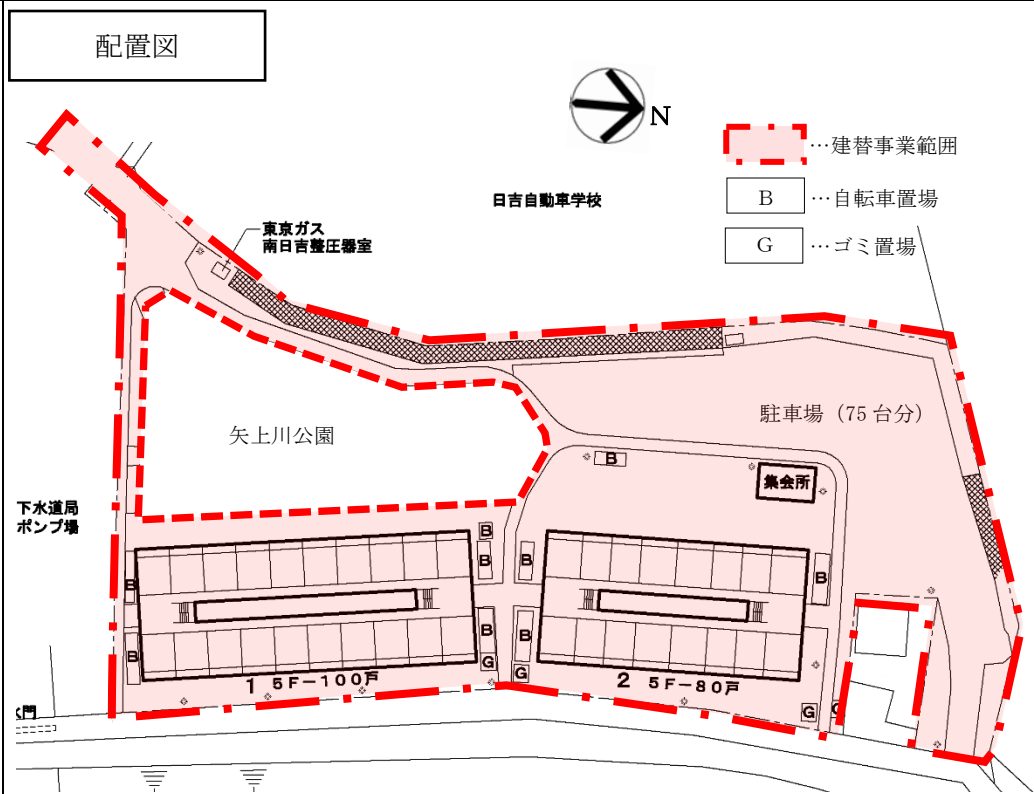 配置図
N
…建替事業範囲
B …自転車置場
G …ゴミ置場
日吉自動車学校
東京ガス
南日吉整圧器室
矢上川公園
駐車場（75 台分）
B
集会所
下水道局
ポンプ場
B
B
B
B
B
B
B
B
B
G
G
1 5F－100戸
2 5F－80戸
G
門